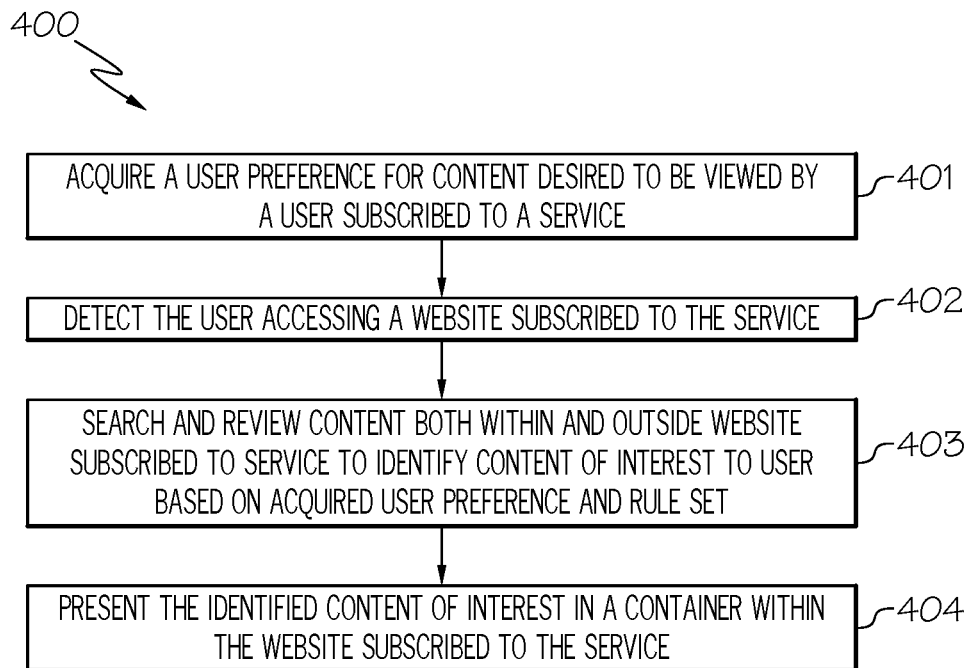 400
ACQUIRE A USER PREFERENCE FOR CONTENT DESIRED TO BE VIEWED BY
A USER SUBSCRIBED TO A SERVICE
401
DETECT THE USER ACCESSING A WEBSITE SUBSCRIBED TO THE SERVICE
402
SEARCH AND REVIEW CONTENT BOTH WITHIN AND OUTSIDE WEBSITE
SUBSCRIBED TO SERVICE TO IDENTIFY CONTENT OF INTEREST TO USER
BASED ON ACQUIRED USER PREFERENCE AND RULE SET
403
PRESENT THE IDENTIFIED CONTENT OF INTEREST IN A CONTAINER WITHIN
THE WEBSITE SUBSCRIBED TO THE SERVICE
404